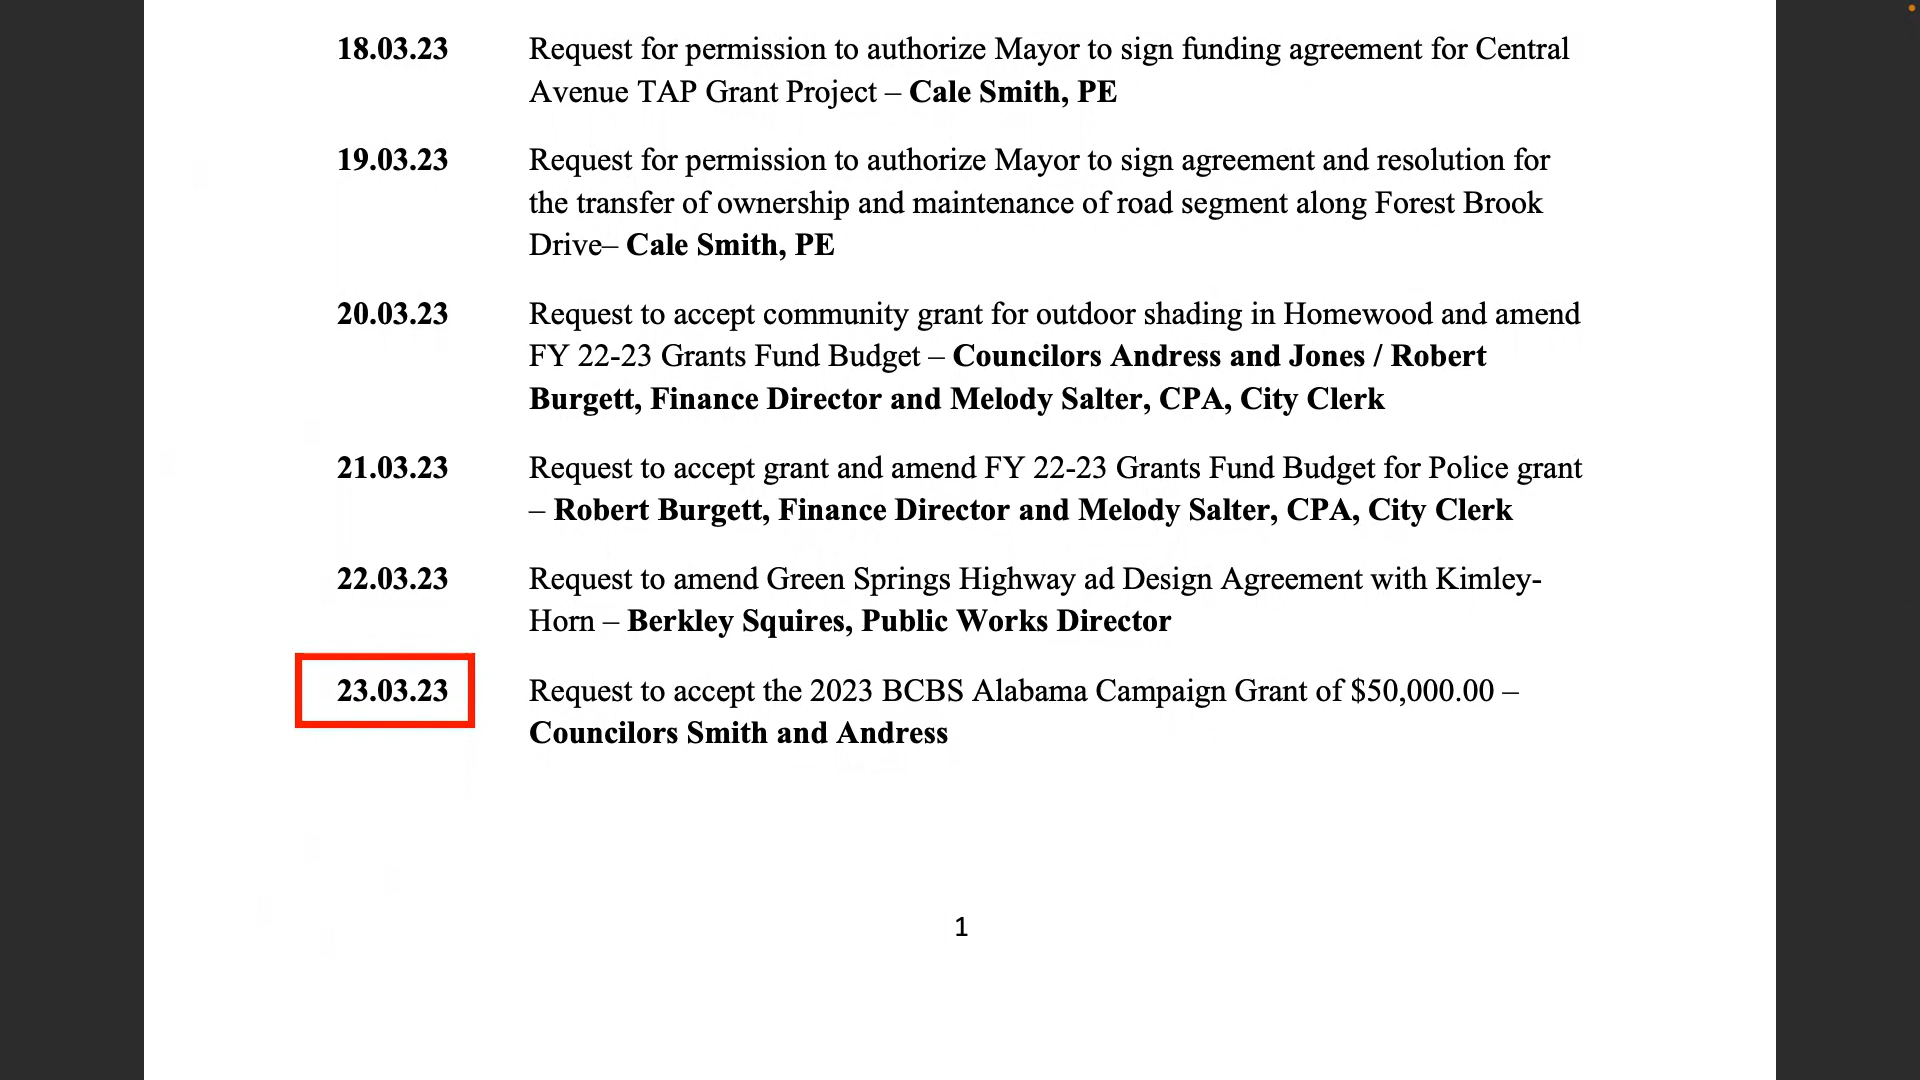 18.03.23 Request for permission to authorize Mayor to sign funding agreement for Central
Avenue TAP Grant Project – Cale Smith, PE
19.03.23 Request for permission to authorize Mayor to sign agreement and resolution for
the transfer of ownership and maintenance of road segment along Forest Brook
Drive– Cale Smith, PE
20.03.23 Request to accept community grant for outdoor shading in Homewood and amend
FY 22-23 Grants Fund Budget – Councilors Andress and Jones / Robert
Burgett, Finance Director and Melody Salter, CPA, City Clerk
21.03.23 Request to accept grant and amend FY 22-23 Grants Fund Budget for Police grant
– Robert Burgett, Finance Director and Melody Salter, CPA, City Clerk
22.03.23 Request to amend Green Springs Highway ad Design Agreement with Kimley-
Horn – Berkley Squires, Public Works Director
23.03.23 Request to accept the 2023 BCBS Alabama Campaign Grant of $50,000.00 –
Councilors Smith and Andress
1